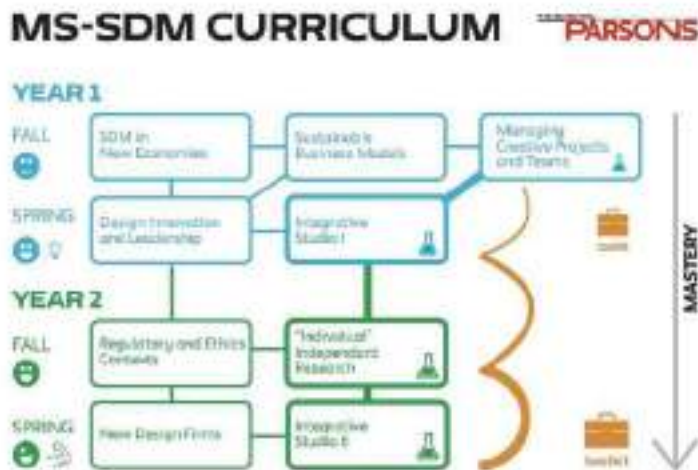 MS-SDM CURRICULUM
PARSONS
YEAR 1
FALL
SDM in
New Economies
Sustainable
Business Models
Managing
Creative Projects
and Teams
SPRING
Design Innovation
and Leadership
Integrative
Studio I
MASTERY
YEAR 2
FALL
Regulatory and Ethics
Contexts
"Individual"
Independent
Research
SPRING
New Design Firms
Integrative
Studio II